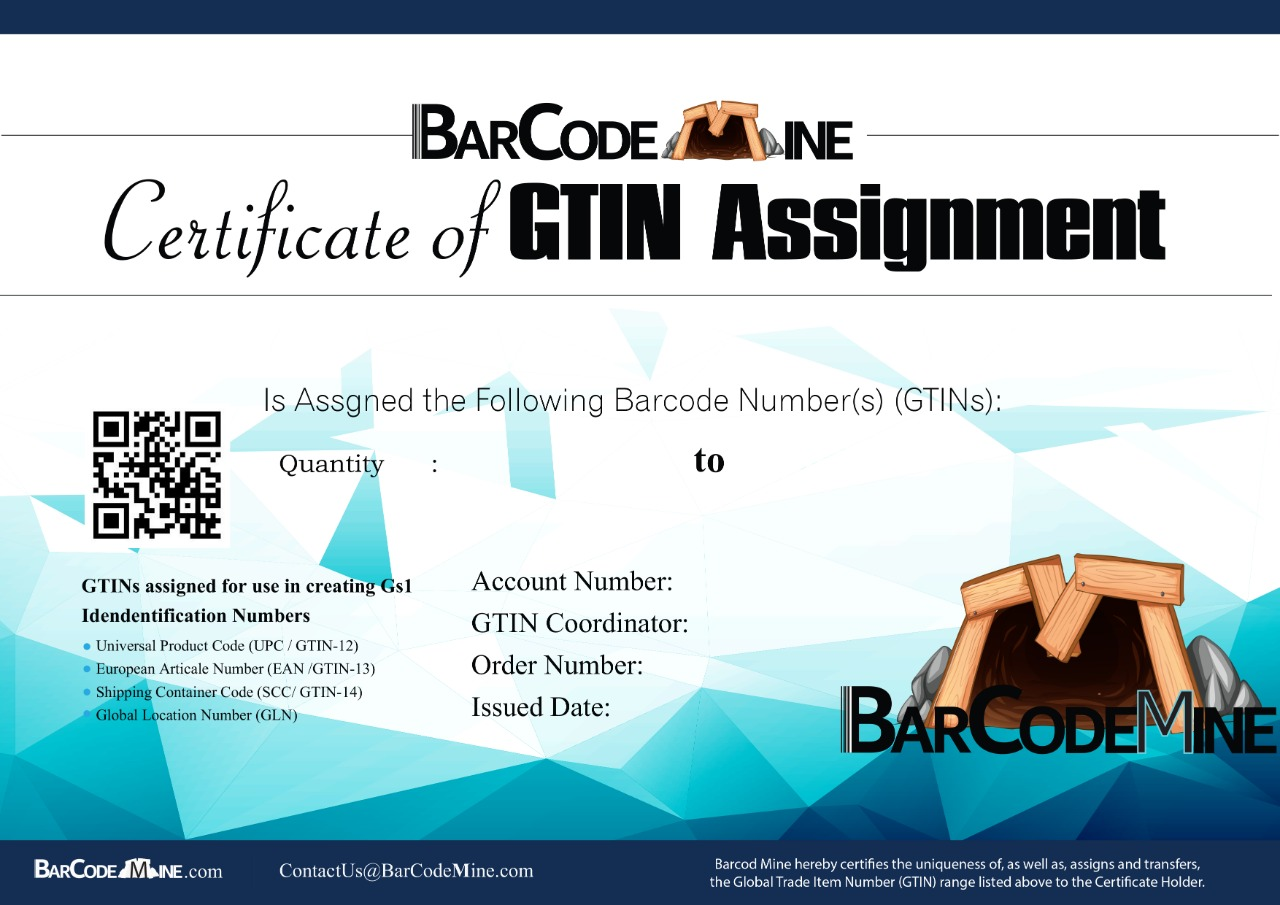 BARCODE MINE
Certificate of GTIN Assignment
Is Assgned the Following Barcode Number(s) (GTINs):
Quantity : to
GTINs assigned for use in creating Gs1
Idendentification Numbers
Universal Product Code (UPC / GTIN-12)
European Articale Number (EAN /GTIN-13)
Shipping Container Code (SCC/ GTIN-14)
Global Location Number (GLN)
Account Number:
GTIN Coordinator:
Order Number:
Issued Date:
BARCODEMINE
BARCODE MINE.com
ContactUs@BarCodeMine.com
Barcod Mine hereby certifies the uniqueness of, as well as, assigns and transfers,
the Global Trade Item Number (GTIN) range listed above to the Certificate Holder.